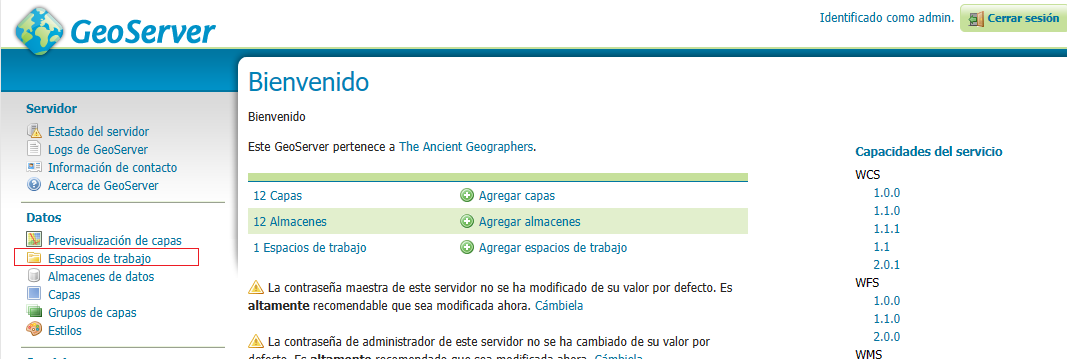 GeoServer
Identificado como admin.
Cerrar sesión
Servidor
Estado del servidor
Logs de GeoServer
Información de contacto
Acerca de GeoServer
Datos
Previsualización de capas
Espacios de trabajo
Almacenes de datos
Capas
Grupos de capas
Estilos
Bienvenido
Bienvenido
Este GeoServer pertenece a The Ancient Geographers.
12 Capas Agregar capas
12 Almacenes Agregar almacenes
1 Espacios de trabajo Agregar espacios de trabajo
La contraseña maestra de este servidor no se ha modificado de su valor por defecto. Es
altamente recomendable que sea modificada ahora. Cámbiela
La contraseña de administrador de este servidor no se ha cambiado de su valor por
defecto. Es altamente recomendado que sea modificada ahora. Cámbiela
Capacidades del servicio
WCS
1.0.0
1.1.0
1.1.1
1.1
2.0.1
WFS
1.0.0
1.1.0
2.0.0
WMS